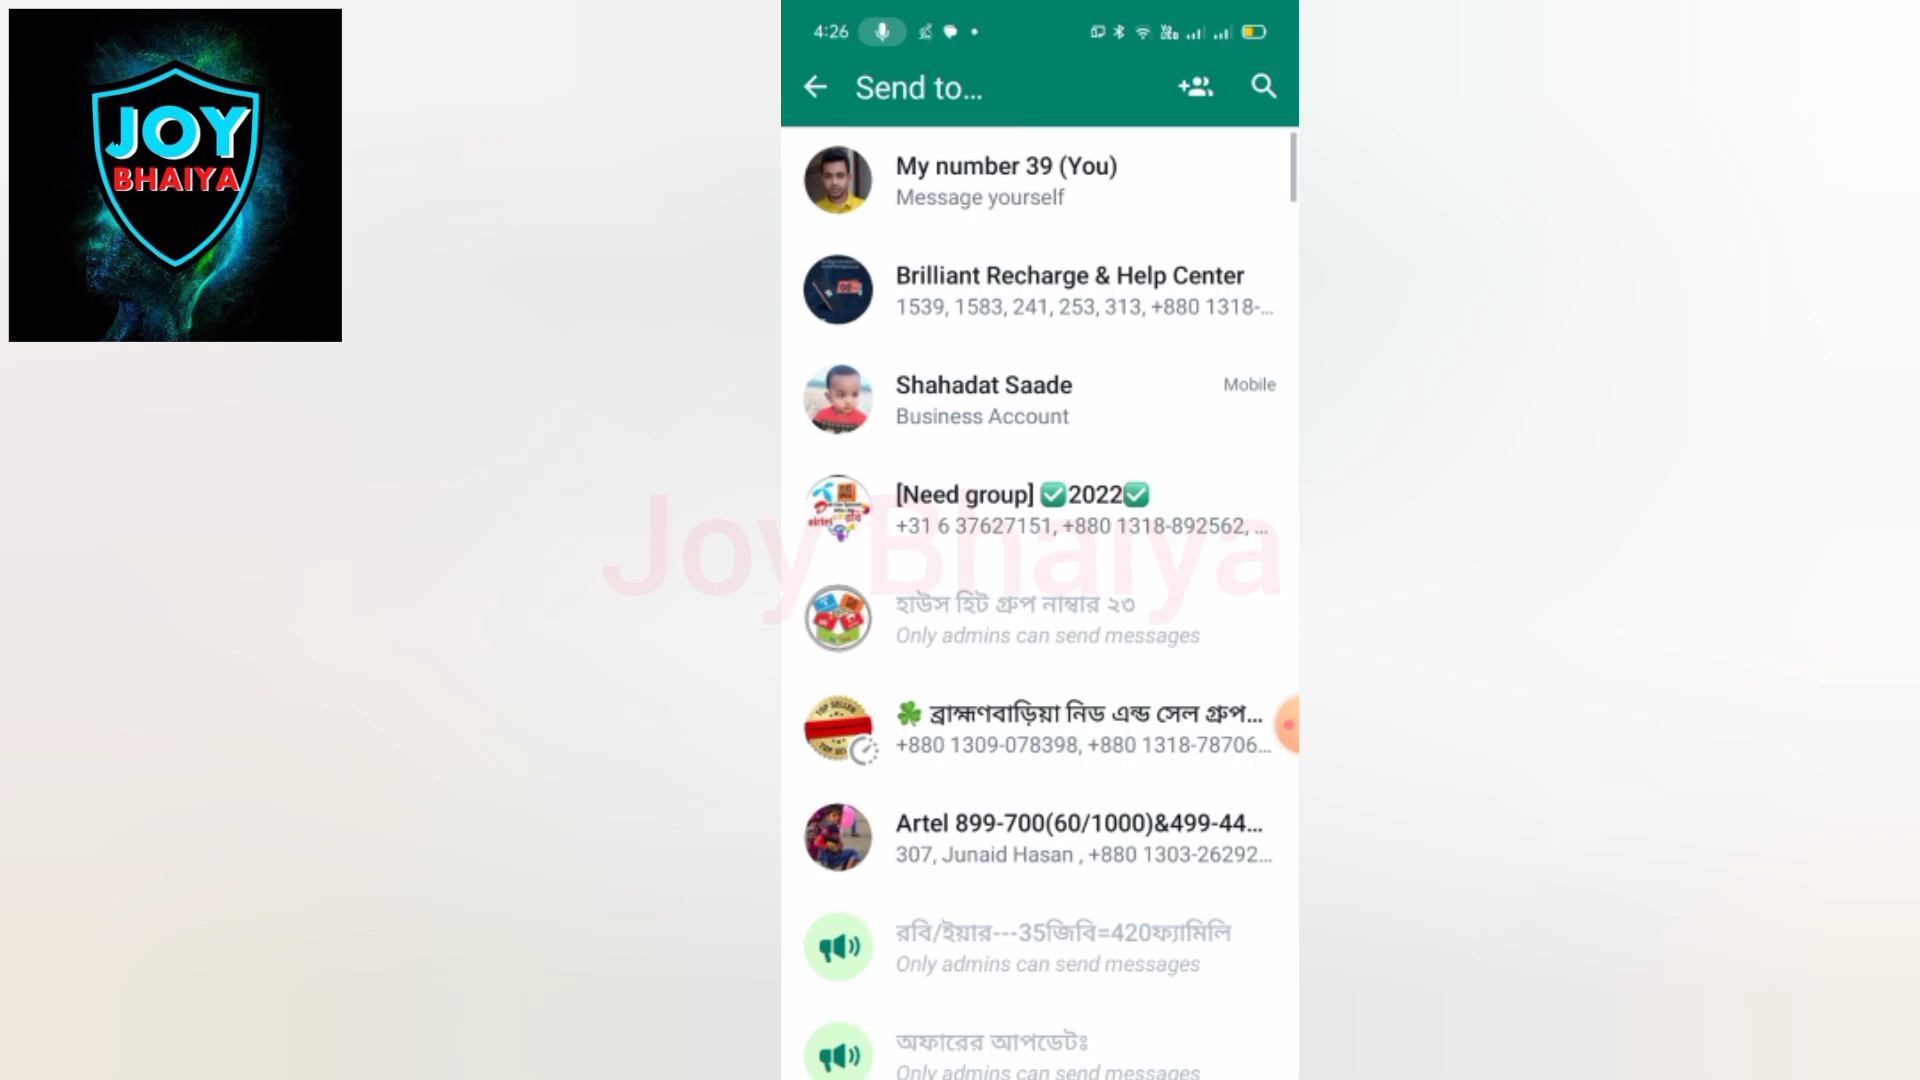 JOY
BHAIYA
4:26
Send to...
My number 39 (You)
Message yourself
Brilliant Recharge & Help Center
1539, 1583, 241, 253, 313, +880 1318-...
Shahadat Saade
Mobile
Business Account
[Need group] ✅2022✅
+31 6 37627151, +880 1318-892562, ...
Joy Bhaiya
হাউস হিট গ্রুপ নাম্বার ২৩
Only admins can send messages
☘️ ব্রাহ্মণবাড়িয়া নিড এন্ড সেল গ্রুপ...
+880 1309-078398, +880 1318-78706...
Artel 899-700(60/1000)&499-44...
307, Junaid Hasan , +880 1303-26292...
রবি/ইয়ার---35জিবি=420ফ্যামিলি
Only admins can send messages
অফারের আপডেটঃ
Only admins can send messages